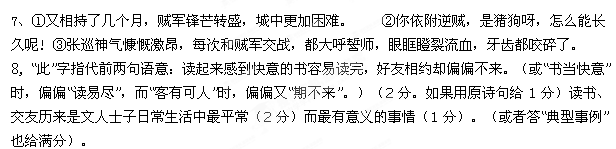 7、①又相持了几个月，贼军锋芒转盛，城中更加困难。　　②你依附逆贼，是猪狗呀，怎么能长
久呢！③张巡神气慷慨激昂，每次和贼军交战，都大呼誓师，眼眶瞪裂流血，牙齿都咬碎了。
8,“此”字指代前两句语意：读起来感到快意的书容易读完，好友相约却偏偏不来。（或“书当快意”
时，偏偏“读易尽”，而“客有可人”时，偏偏又“期不来”。）（2 分。如果用原诗句给 1 分）读书、
交友历来是文人士子日常生活中最平常（2 分）而最有意义的事情（1 分）。（或者答“典型事例”
也给满分）。